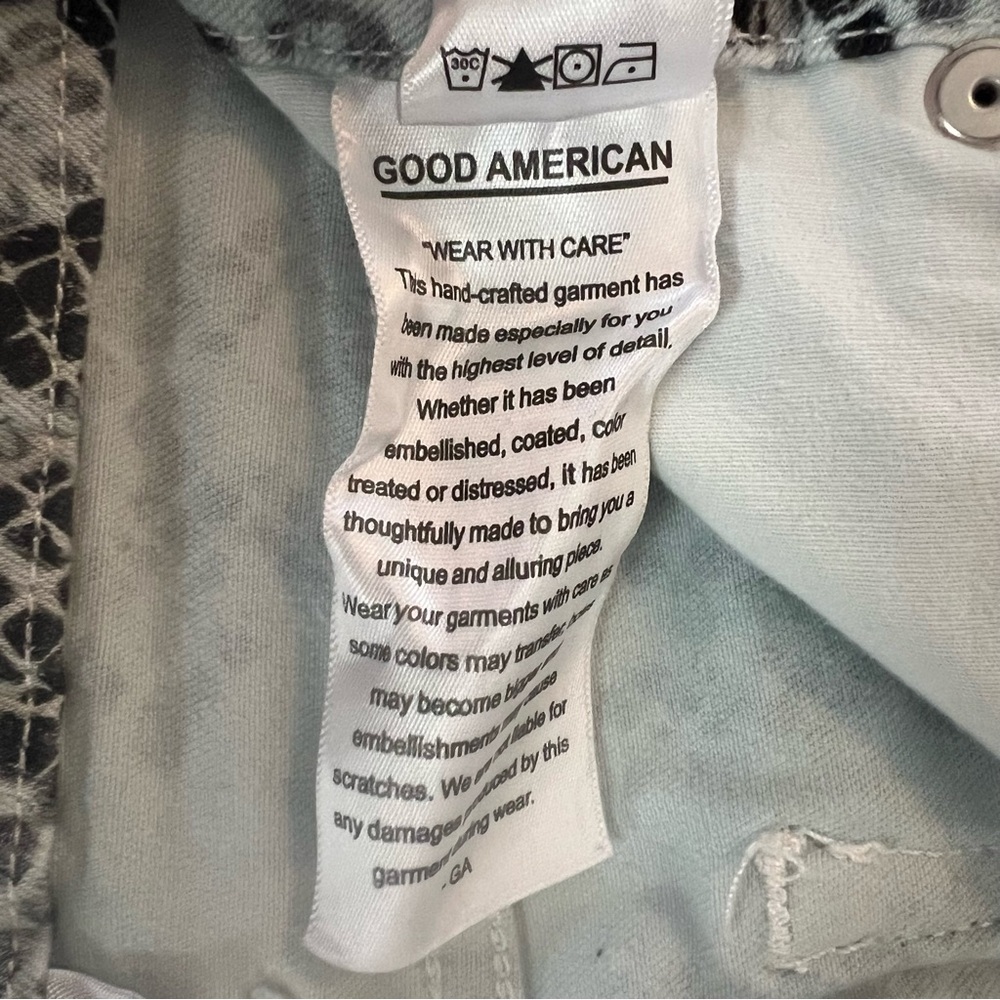 30C
GOOD AMERICAN
"WEAR WITH CARE"
This hand-crafted garment has
been made especially for you
with the highest level of detail.
Whether it has been
embellished, coated, color
treated or distressed, it has been
thoughtfully made to bring you a
unique and alluring piece.
Wear your garments with care as
some colors may transfer,
may become
embellishments cause
scratches. We liable for
any damages produced by this
garment during wear.
- GA